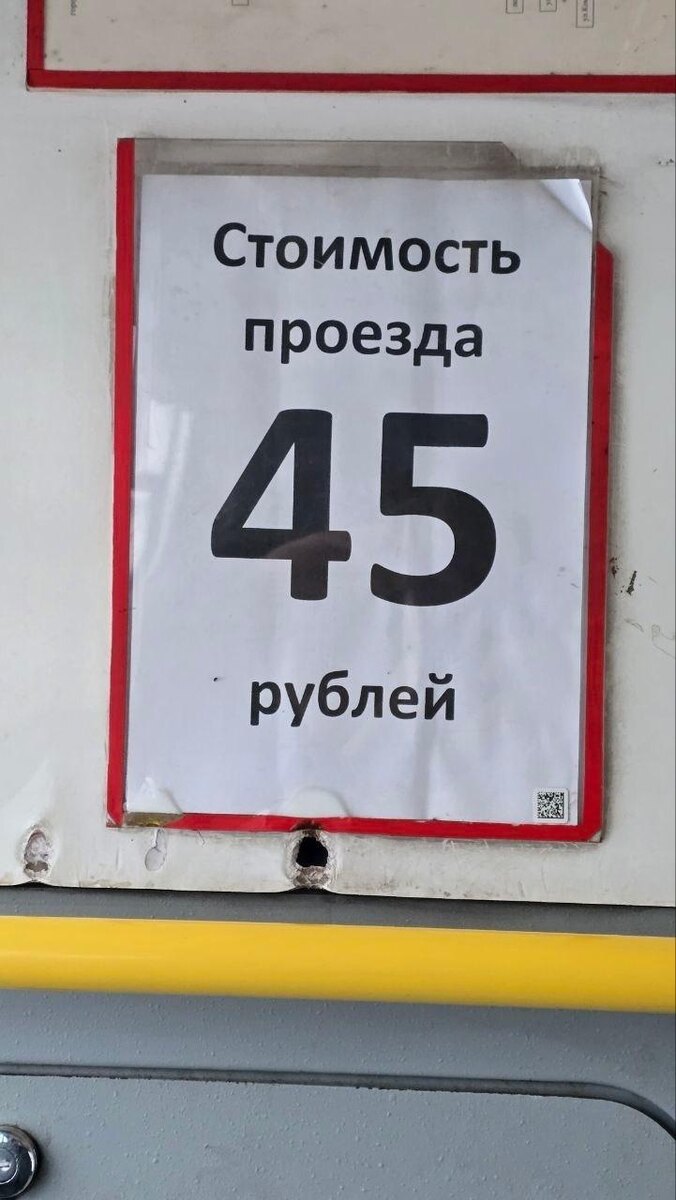 Стоимость
проезда
45
рублей